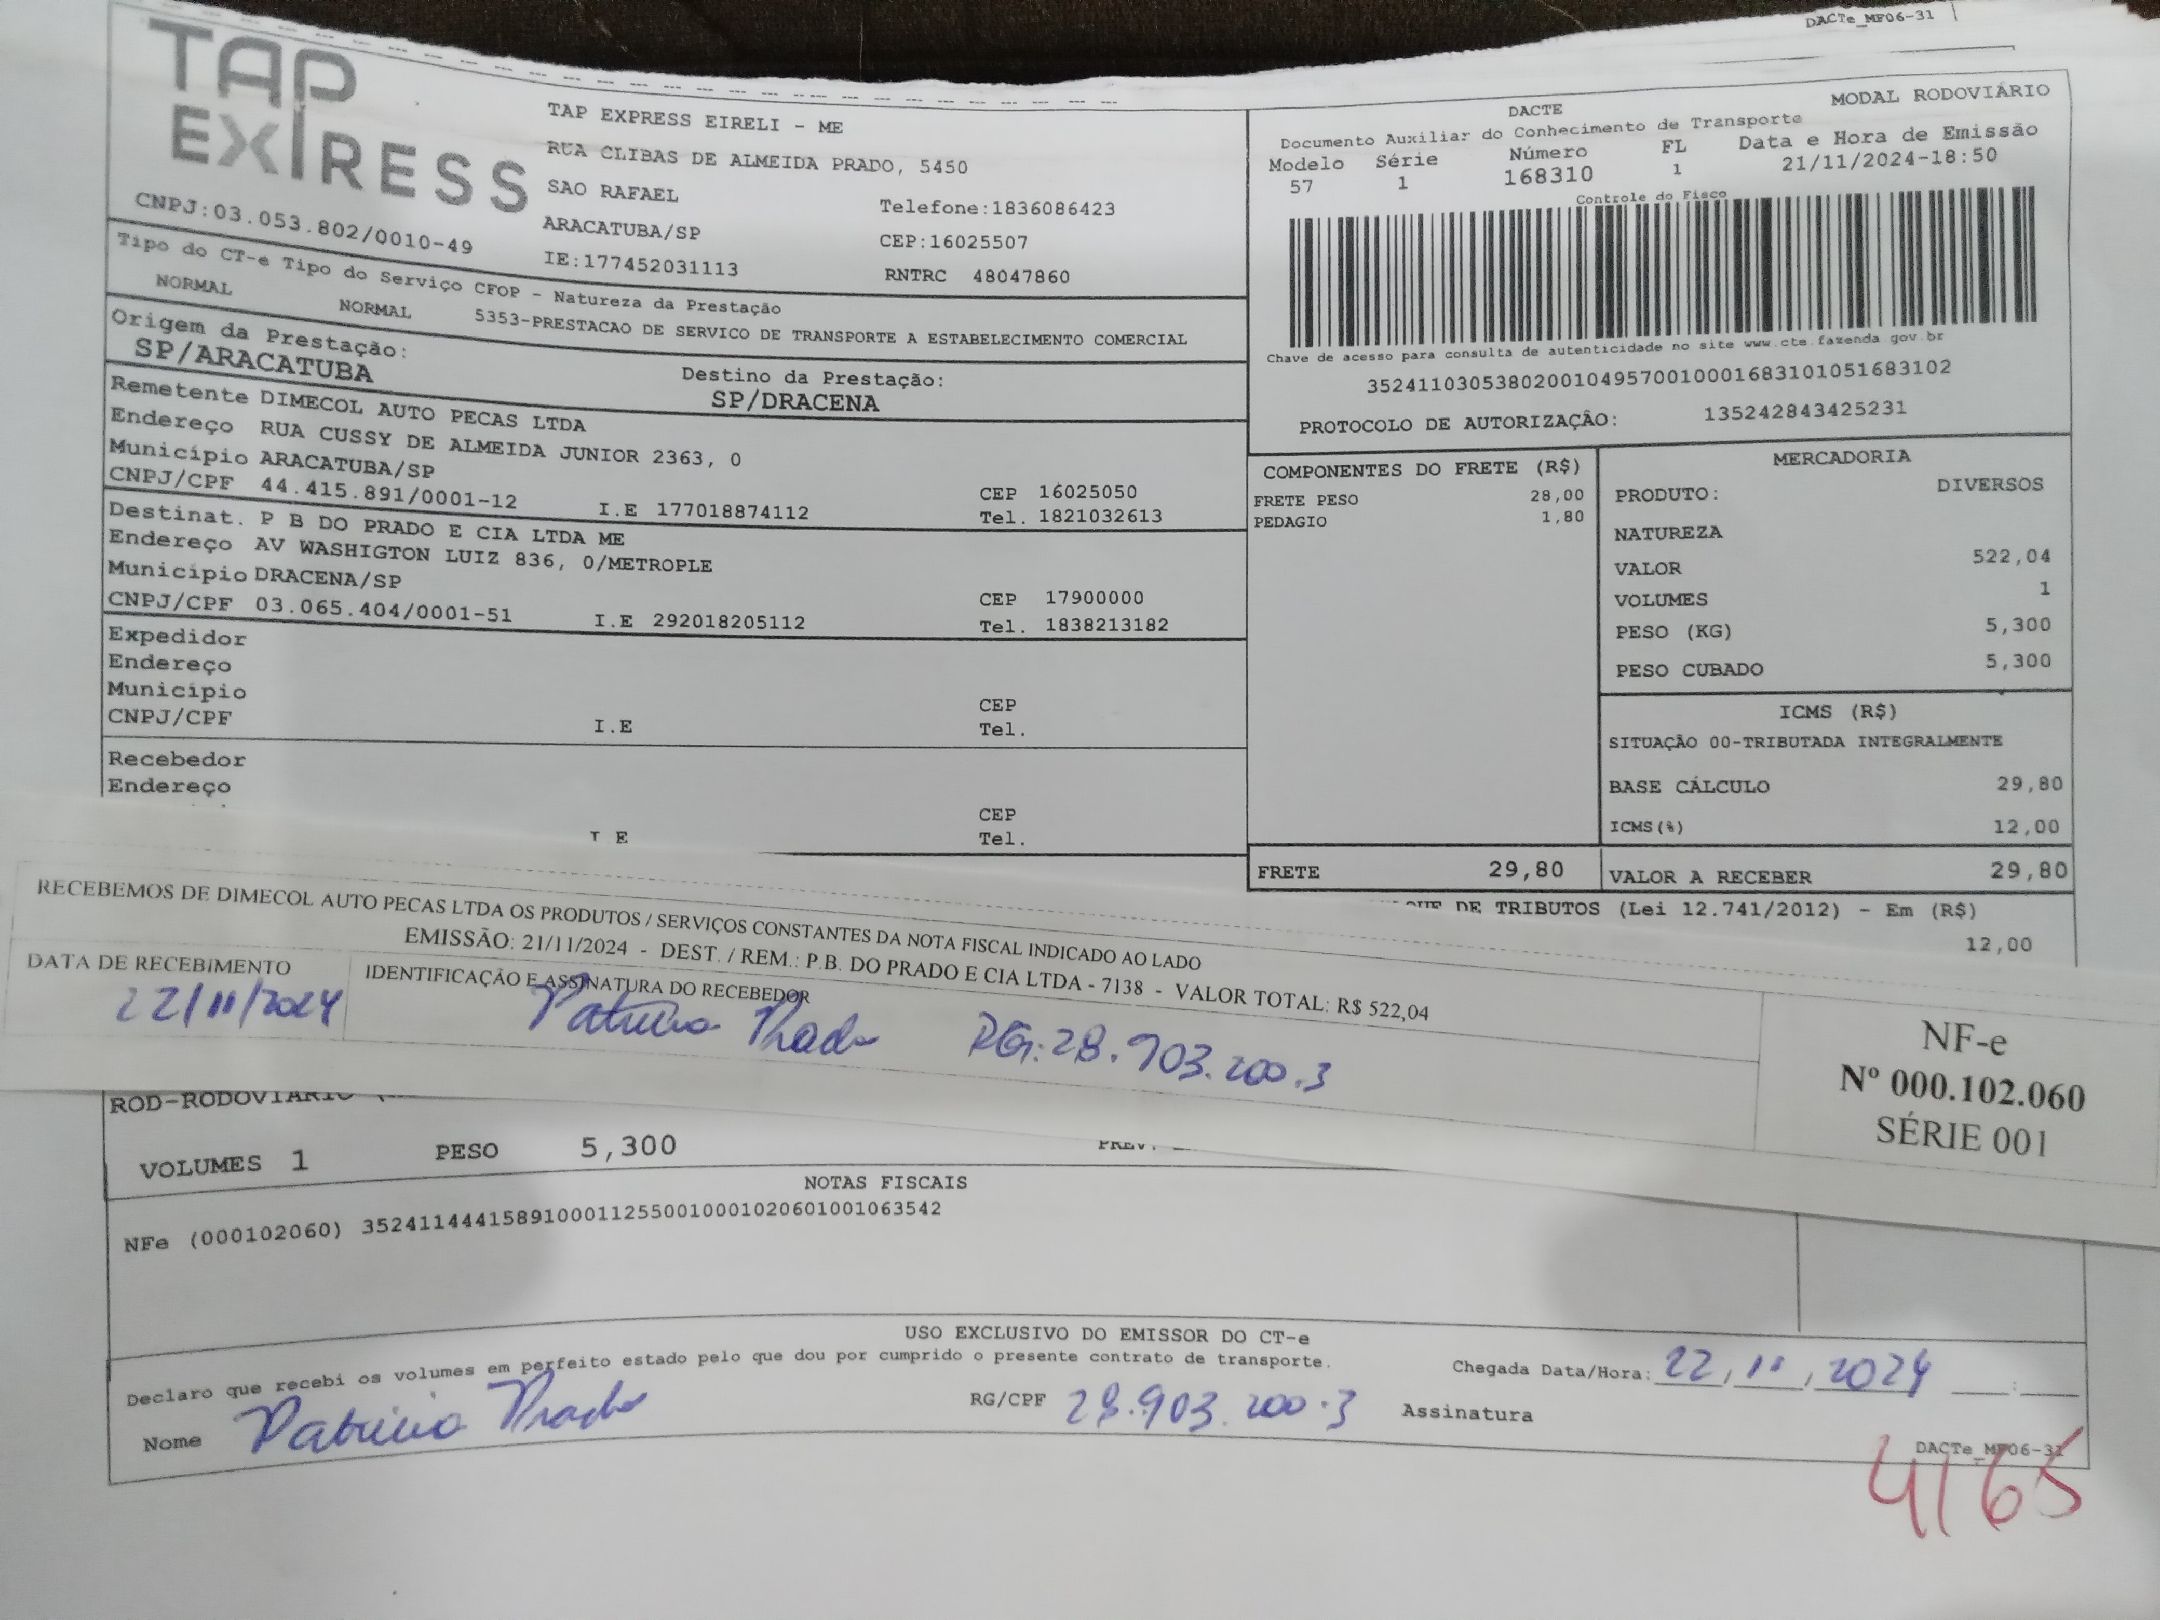 DACTe_MF06-31
TAP
EXPRESS
TAP EXPRESS EIRELI - ME
RUA CLIBAS DE ALMEIDA PRADO, 5450
SAO RAFAEL
Telefone:1836086423
ARACATUBA/SP
CEP:16025507
CNPJ:03.053.802/0010-49
IE:177452031113
RNTRC 48047860
DACTE
MODAL RODOVIÁRIO
Documento Auxiliar do Conhecimento de Transporte
Modelo Série Número FL Data e Hora de Emissão
57 1 168310 1 21/11/2024-18:50
Controle do Fisco
Chave de acesso para consulta de autenticidade no site www.cte.fazenda gov.br
35241103053802001049570010001683101051683102
PROTOCOLO DE AUTORIZAÇÃO: 135242843425231
Tipo do CT-e Tipo do Serviço CFOP - Natureza da Prestação
NORMAL NORMAL 5353-PRESTACAO DE SERVICO DE TRANSPORTE A ESTABELECIMENTO COMERCIAL
Origem da Prestação:
SP/ARACATUBA
Destino da Prestação:
SP/DRACENA
Remetente DIMECOL AUTO PECAS LTDA
Endereço RUA CUSSY DE ALMEIDA JUNIOR 2363, 0
Município ARACATUBA/SP
CEP 16025050
CNPJ/CPF 44.415.891/0001-12 I.E 177018874112 Tel. 1821032613
Destinat. P B DO PRADO E CIA LTDA ME
Endereço AV WASHIGTON LUIZ 836, 0/METROPLE
Município DRACENA/SP
CEP 17900000
CNPJ/CPF 03.065.404/0001-51 I.E 292018205112 Tel. 1838213182
Expedidor
Endereço
Município CEP
CNPJ/CPF I.E Tel.
Recebedor
Endereço
CEP
I E Tel.
COMPONENTES DO FRETE (R$)
FRETE PESO 28,00
PEDAGIO 1,80
MERCADORIA
PRODUTO: DIVERSOS
NATUREZA
VALOR 522,04
VOLUMES 1
PESO (KG) 5,300
PESO CUBADO 5,300
ICMS (R$)
SITUAÇÃO 00-TRIBUTADA INTEGRALMENTE
BASE CÁLCULO 29,80
ICMS(%) 12,00
FRETE 29,80 VALOR A RECEBER 29,80
DE TRIBUTOS (Lei 12.741/2012) - Em (R$)
12,00
RECEBEMOS DE DIMECOL AUTO PECAS LTDA OS PRODUTOS / SERVIÇOS CONSTANTES DA NOTA FISCAL INDICADO AO LADO
EMISSÃO: 21/11/2024 - DEST. / REM.: P.B. DO PRADO E CIA LTDA - 7138 - VALOR TOTAL: R$ 522,04
DATA DE RECEBIMENTO IDENTIFICAÇÃO E ASSINATURA DO RECEBEDOR
22/11/2024 Patricia Prado RG:28.903.200.3
NF-e
Nº 000.102.060
SÉRIE 001
ROD-RODOVIARIO
VOLUMES 1 PESO 5,300 PREV.
NOTAS FISCAIS
NFe (000102060) 35241144415891000112550010001020601001063542
USO EXCLUSIVO DO EMISSOR DO CT-e
Declaro que recebi os volumes em perfeito estado pelo que dou por cumprido o presente contrato de transporte.
Chegada Data/Hora: 22, 11, 2024 :
Nome Patricia Prado RG/CPF 28.903.200.3 Assinatura
DACTe_MF06-31
4165